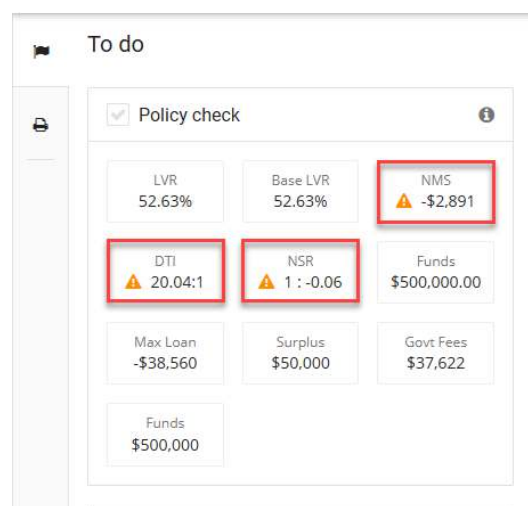 To do
Policy check
LVR
52.63%
Base LVR
52.63%
NMS
-$2,891
DTI
20.04:1
NSR
1 : -0.06
Funds
$500,000.00
Max Loan
-$38,560
Surplus
$50,000
Govt Fees
$37,622
Funds
$500,000